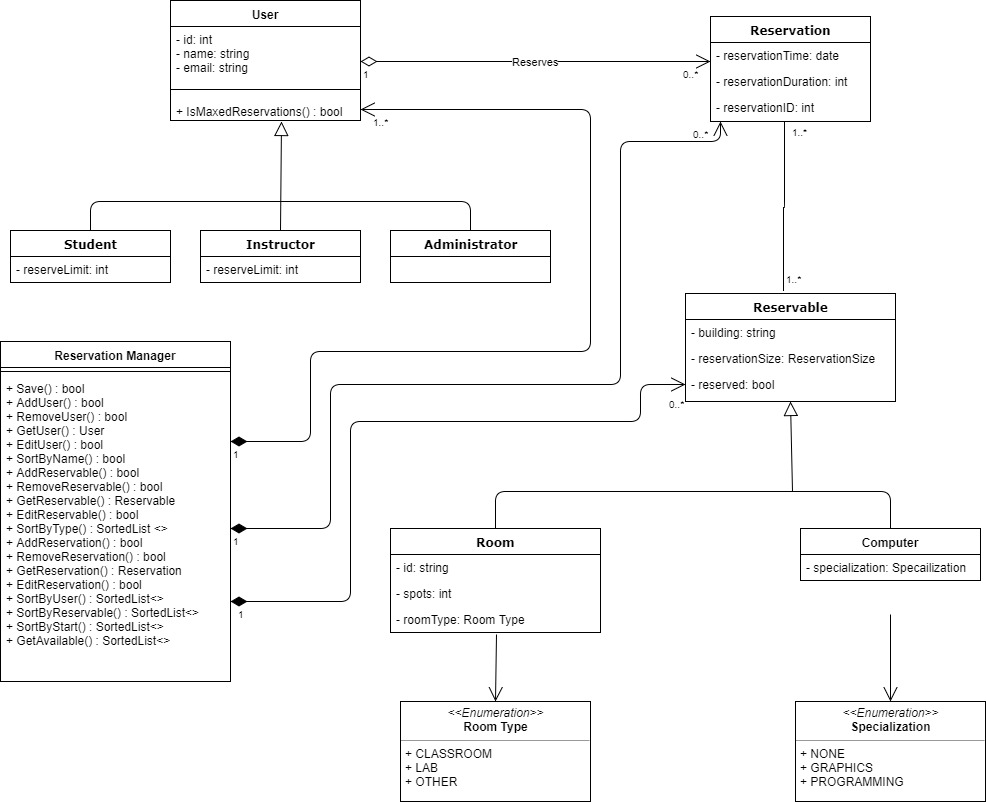 User
- id: int
- name: string
- email: string
+ IsMaxedReservations() : bool
1
Reserves
0..*
1..*
Reservation
- reservationTime: date
- reservationDuration: int
- reservationID: int
0..*
1..*
Student
- reserveLimit: int
Instructor
- reserveLimit: int
Administrator
1..*
Reservable
- building: string
- reservationSize: ReservationSize
- reserved: bool
0..*
Reservation Manager
+ Save() : bool
+ AddUser() : bool
+ RemoveUser() : bool
+ GetUser() : User
+ EditUser() : bool
+ SortByName() : bool
+ AddReservable() : bool
+ RemoveReservable() : bool
+ GetReservable() : Reservable
+ EditReservable() : bool
+ SortByType() : SortedList <>
+ AddReservation() : bool
+ RemoveReservation() : bool
+ GetReservation() : Reservation
+ EditReservation() : bool
+ SortByUser() : SortedList<>
+ SortByReservable() : SortedList<>
+ SortByStart() : SortedList<>
+ GetAvailable() : SortedList<>
1
1
1
Room
- id: string
- spots: int
- roomType: Room Type
Computer
- specialization: Specailization
<<Enumeration>>
Room Type
+ CLASSROOM
+ LAB
+ OTHER
<<Enumeration>>
Specialization
+ NONE
+ GRAPHICS
+ PROGRAMMING